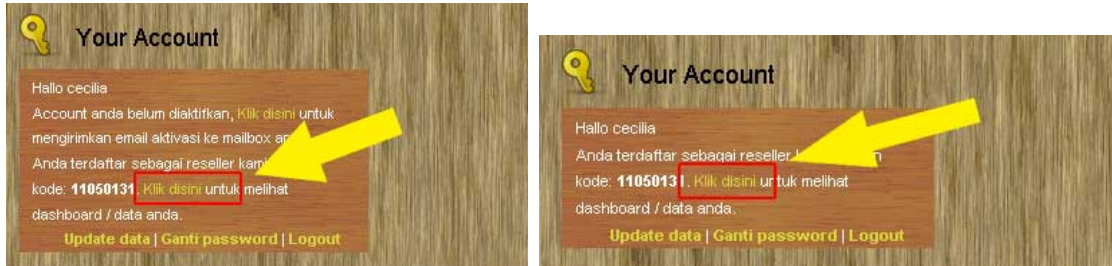 Your Account
Hallo cecilia
Account anda belum diaktifkan, Klik disini untuk
mengirimkan email aktivasi ke mailbox
Anda terdaftar sebagai reseller kami
kode: 11050131. Klik disini untuk melihat
dashboard / data anda.
Update data | Ganti password | Logout
Your Account
Hallo cecilia
Anda terdaftar sebagai reseller
kode: 11050131. Klik disini untuk melihat
dashboard / data anda.
Update data | Ganti password | Logout